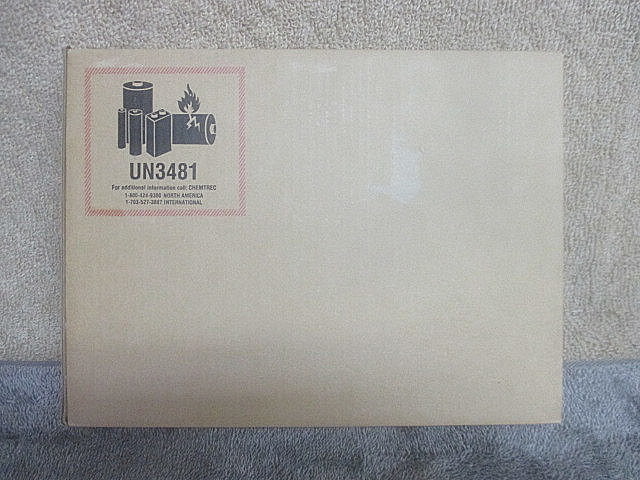 UN3481
For additional information call: CHEMTREC
1-800-424-9300 NORTH AMERICA
1-703-527-3887 INTERNATIONAL